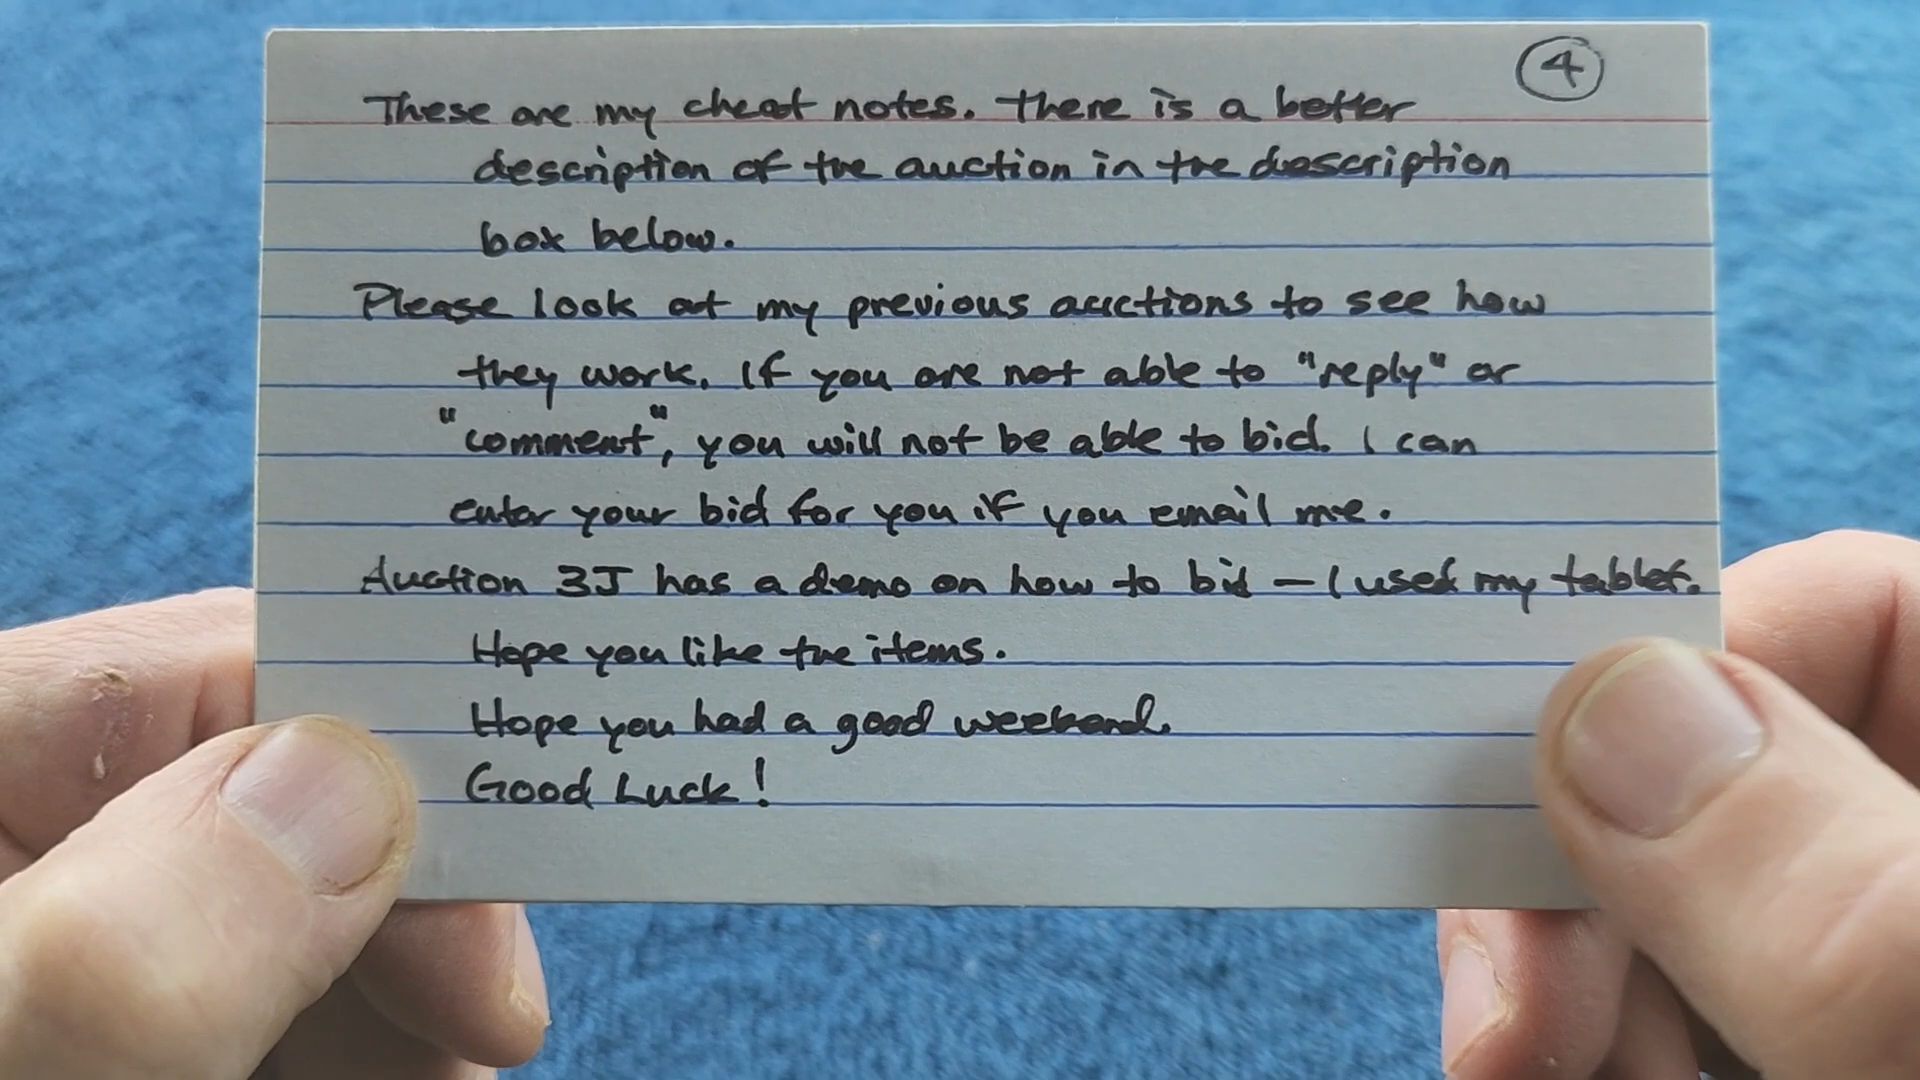 4
These are my cheat notes. There is a better
description of the auction in the description
box below.
Please look at my previous auctions to see how
they work. If you are not able to "reply" or
"comment", you will not be able to bid. I can
enter your bid for you if you email me.
Auction 3J has a demo on how to bid – I used my tablet.
Hope you like the items.
Hope you had a good weekend.
Good Luck!